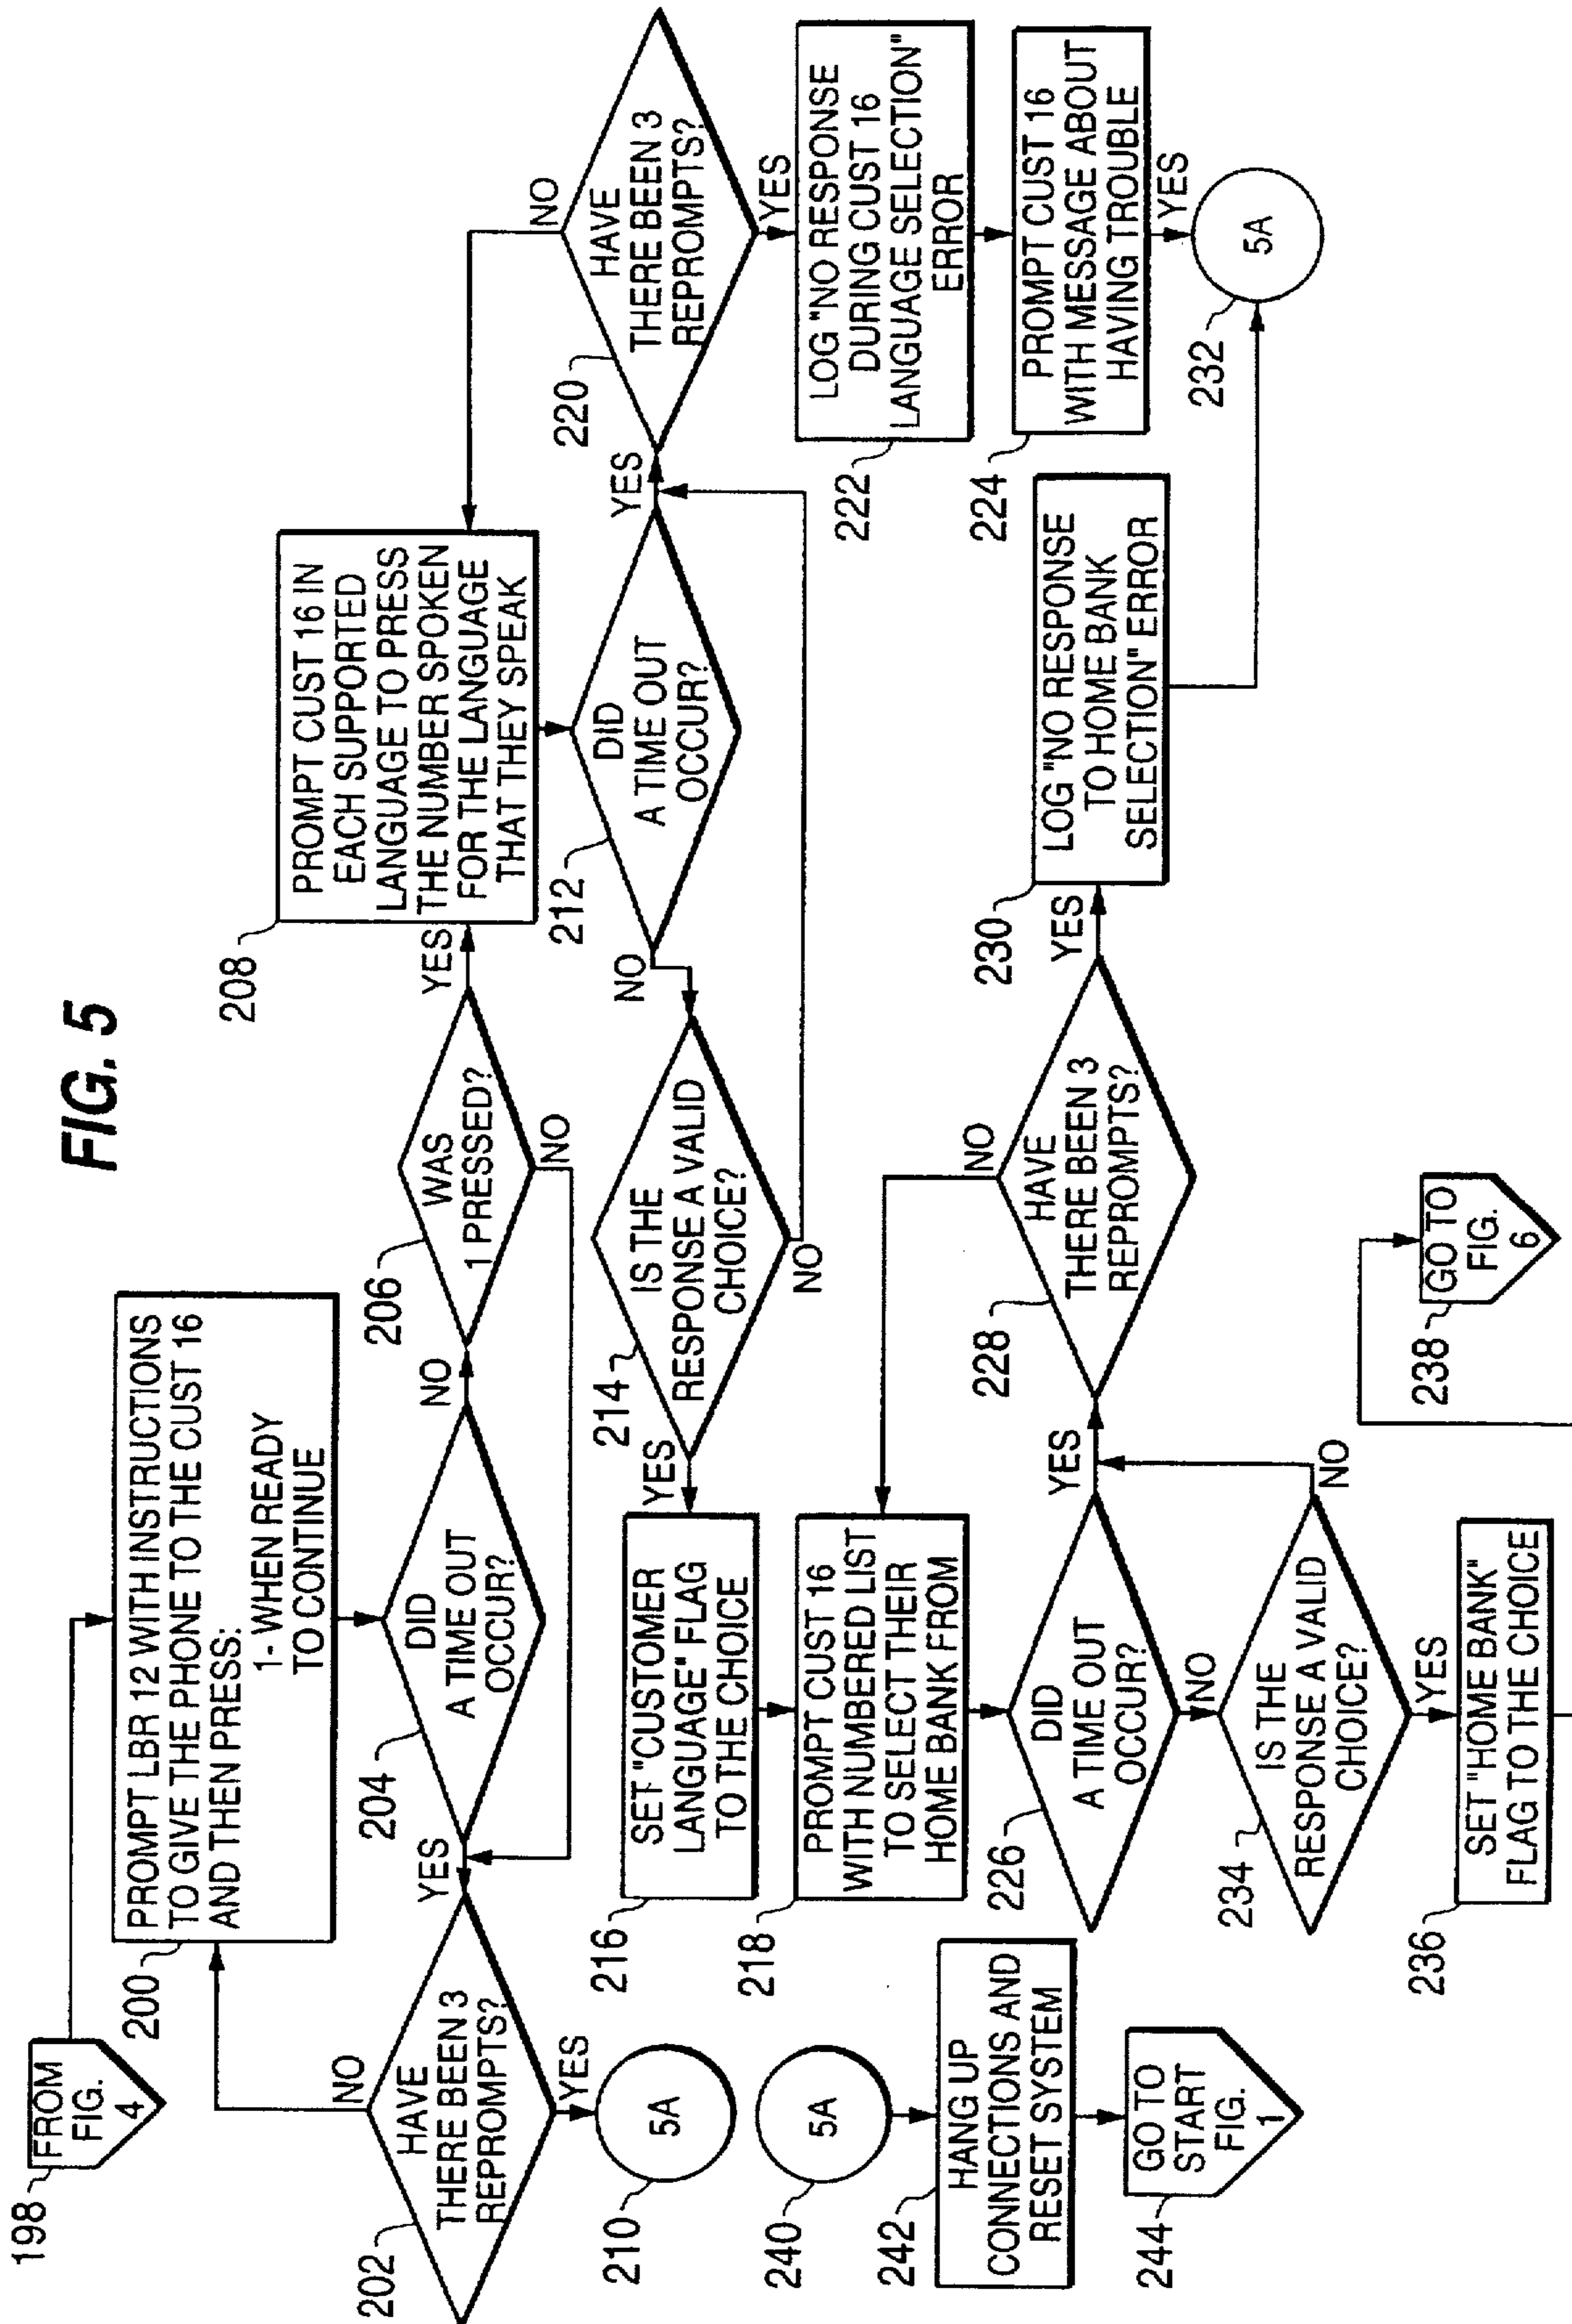 FIG. 5
198
FROM
FIG.
4
200
PROMPT LBR 12 WITH INSTRUCTIONS
TO GIVE THE PHONE TO THE CUST 16
AND THEN PRESS:
1- WHEN READY
TO CONTINUE
202
HAVE
THERE BEEN 3
REPROMPTS?
NO
YES
204
DID
A TIME OUT
OCCUR?
YES
NO
206
WAS
1 PRESSED?
YES
NO
208
PROMPT CUST 16 IN
EACH SUPPORTED
LANGUAGE TO PRESS
THE NUMBER SPOKEN
FOR THE LANGUAGE
THAT THEY SPEAK
210
5A
212
DID
A TIME OUT
OCCUR?
NO
YES
214
IS THE
RESPONSE A VALID
CHOICE?
YES
NO
216
SET "CUSTOMER
LANGUAGE" FLAG
TO THE CHOICE
218
PROMPT CUST 16
WITH NUMBERED LIST
TO SELECT THEIR
HOME BANK FROM
220
HAVE
THERE BEEN 3
REPROMPTS?
NO
YES
222
LOG "NO RESPONSE
DURING CUST 16
LANGUAGE SELECTION"
ERROR
224
PROMPT CUST 16
WITH MESSAGE ABOUT
HAVING TROUBLE
YES
226
DID
A TIME OUT
OCCUR?
YES
NO
228
HAVE
THERE BEEN 3
REPROMPTS?
NO
YES
230
LOG "NO RESPONSE
TO HOME BANK
SELECTION" ERROR
232
5A
234
IS THE
RESPONSE A VALID
CHOICE?
NO
YES
236
SET "HOME BANK"
FLAG TO THE CHOICE
238
GO TO
FIG.
6
240
5A
242
HANG UP
CONNECTIONS AND
RESET SYSTEM
244
GO TO
START
FIG.
1